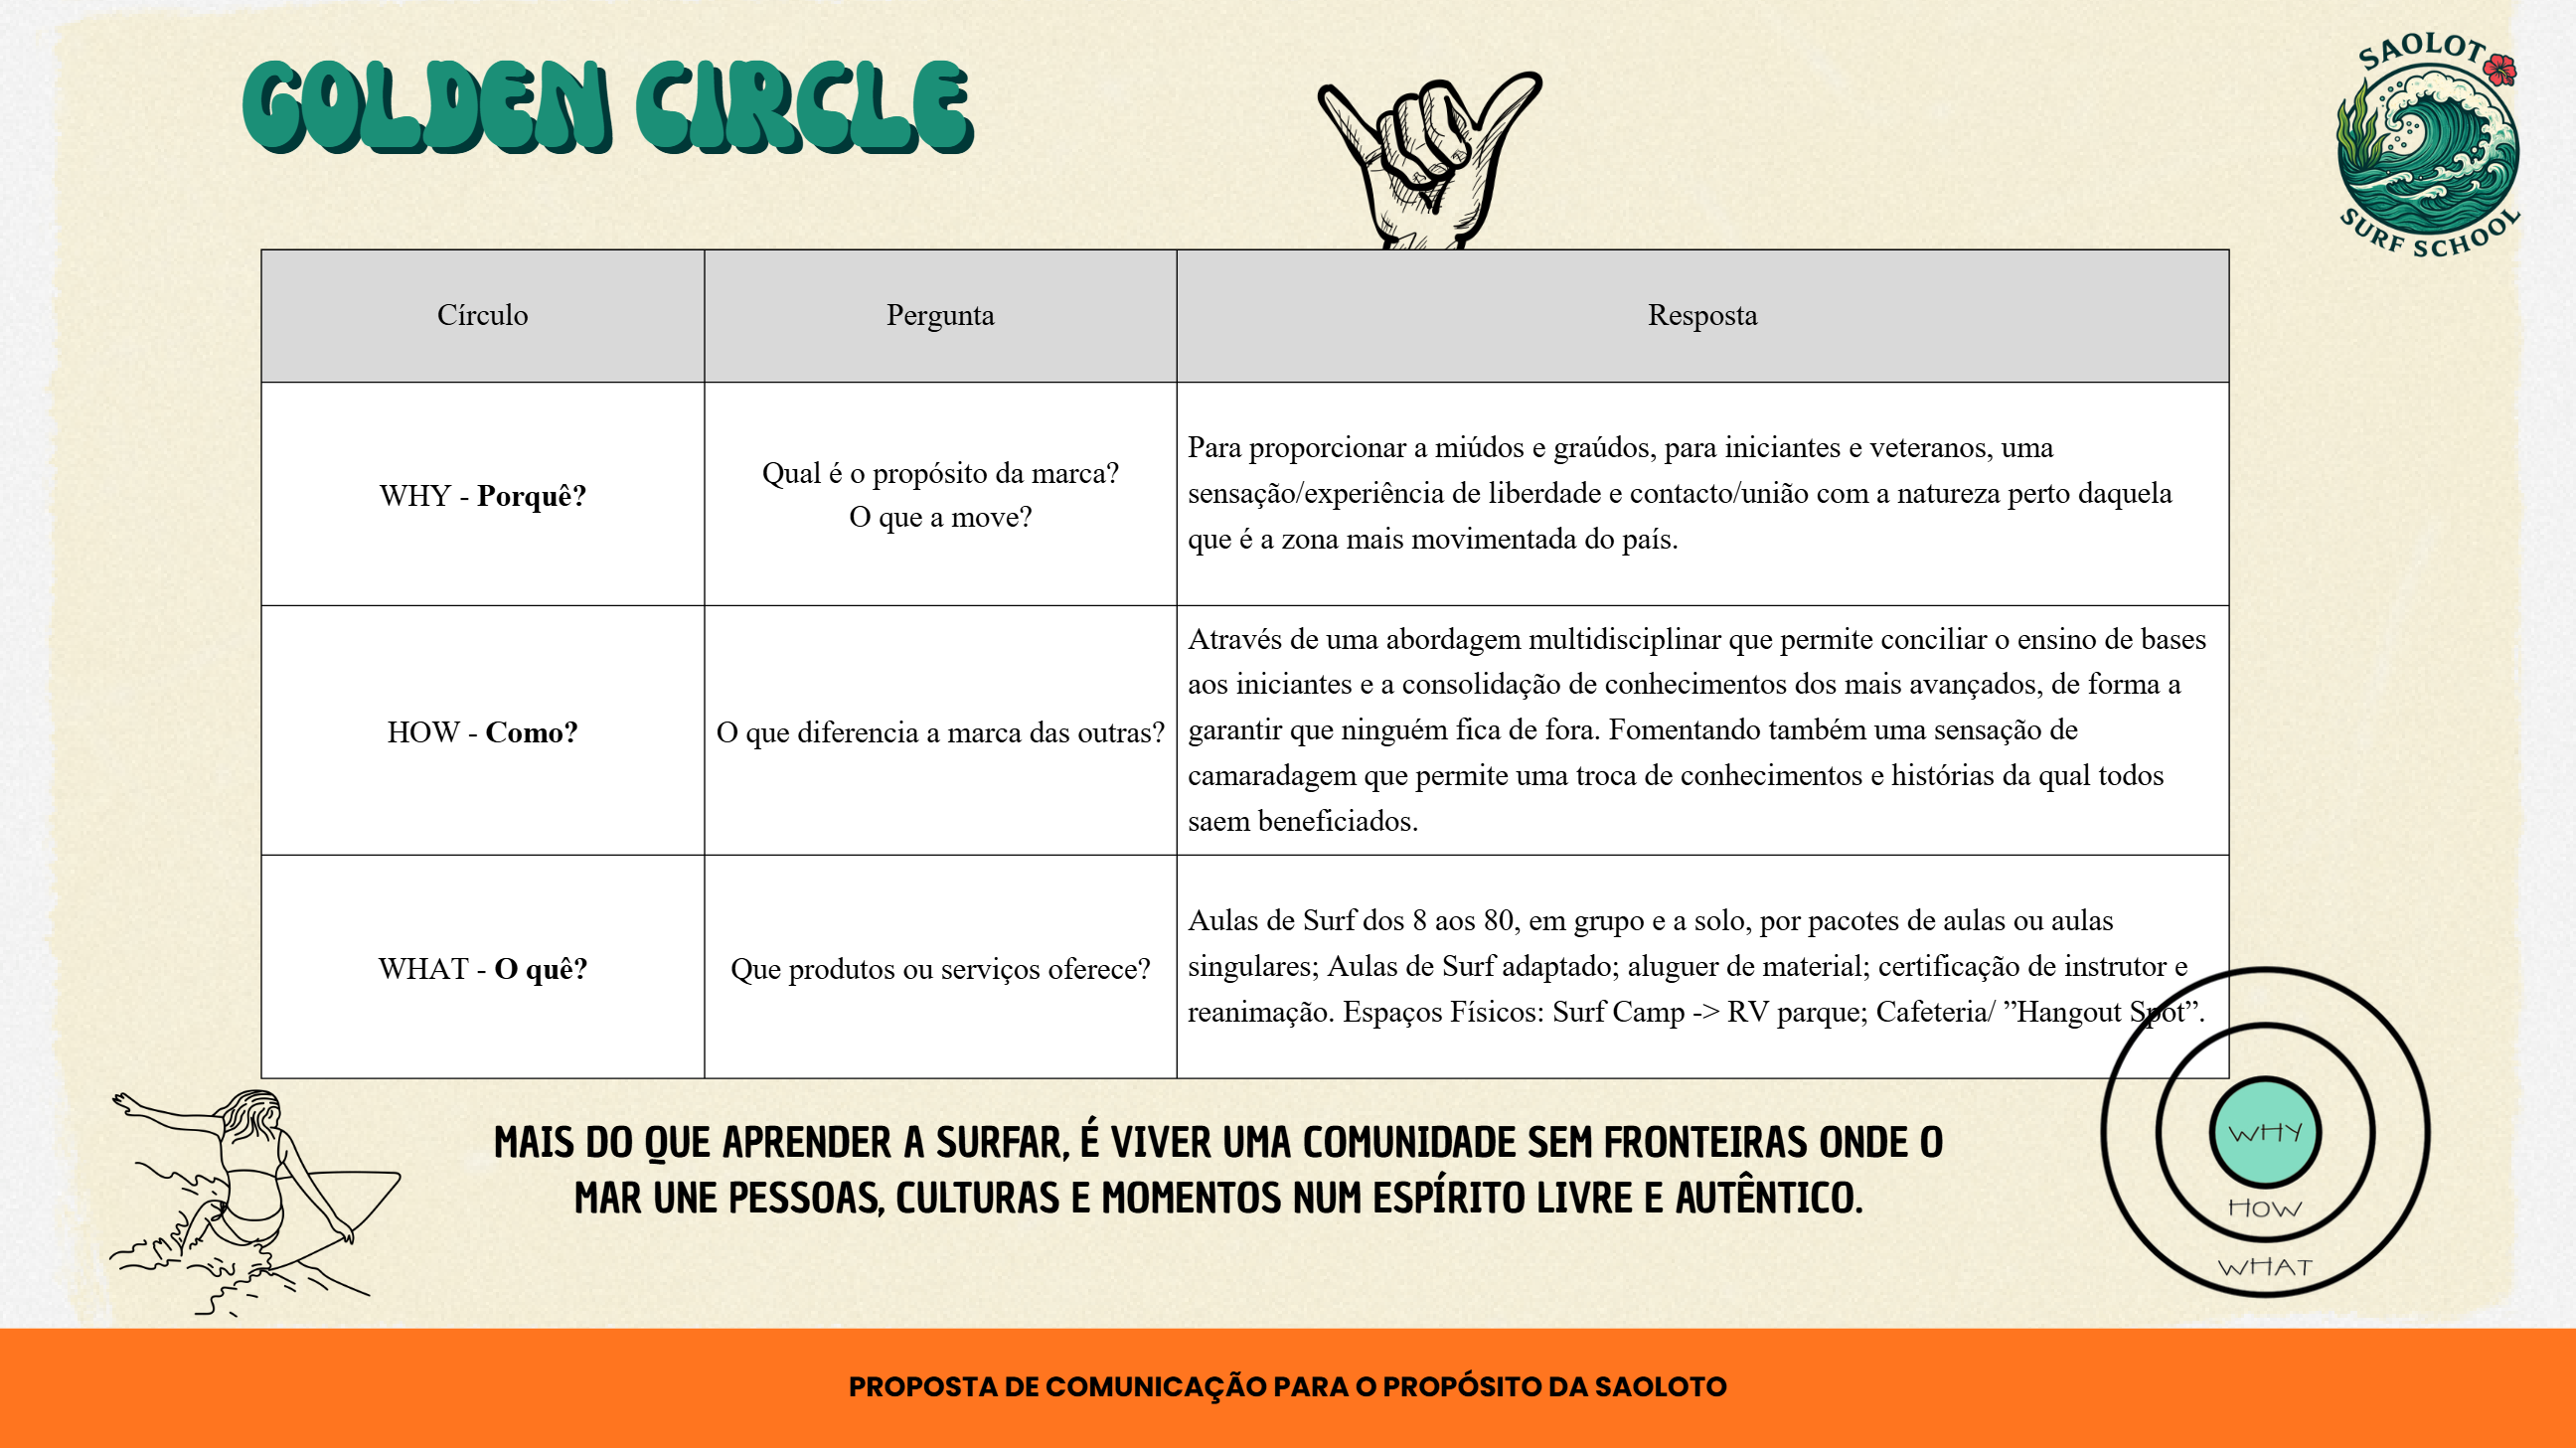 GOLDEN CIRCLE
SAOLOT
SURF SCHOOL
Círculo
Pergunta
Resposta
WHY - Porquê?
Qual é o propósito da marca?
O que a move?
Para proporcionar a miúdos e graúdos, para iniciantes e veteranos, uma
sensação/experiência de liberdade e contacto/união com a natureza perto daquela
que é a zona mais movimentada do país.
HOW - Como?
O que diferencia a marca das outras?
Através de uma abordagem multidisciplinar que permite conciliar o ensino de bases
aos iniciantes e a consolidação de conhecimentos dos mais avançados, de forma a
garantir que ninguém fica de fora. Fomentando também uma sensação de
camaradagem que permite uma troca de conhecimentos e histórias da qual todos
saem beneficiados.
WHAT - O quê?
Que produtos ou serviços oferece?
Aulas de Surf dos 8 aos 80, em grupo e a solo, por pacotes de aulas ou aulas
singulares; Aulas de Surf adaptado; aluguer de material; certificação de instrutor e
reanimação. Espaços Físicos: Surf Camp -> RV parque; Cafeteria/ ”Hangout Spot”.
MAIS DO QUE APRENDER A SURFAR, É VIVER UMA COMUNIDADE SEM FRONTEIRAS ONDE O
MAR UNE PESSOAS, CULTURAS E MOMENTOS NUM ESPÍRITO LIVRE E AUTÊNTICO.
WHY
HOW
WHAT
PROPOSTA DE COMUNICAÇÃO PARA O PROPÓSITO DA SAOLOTO